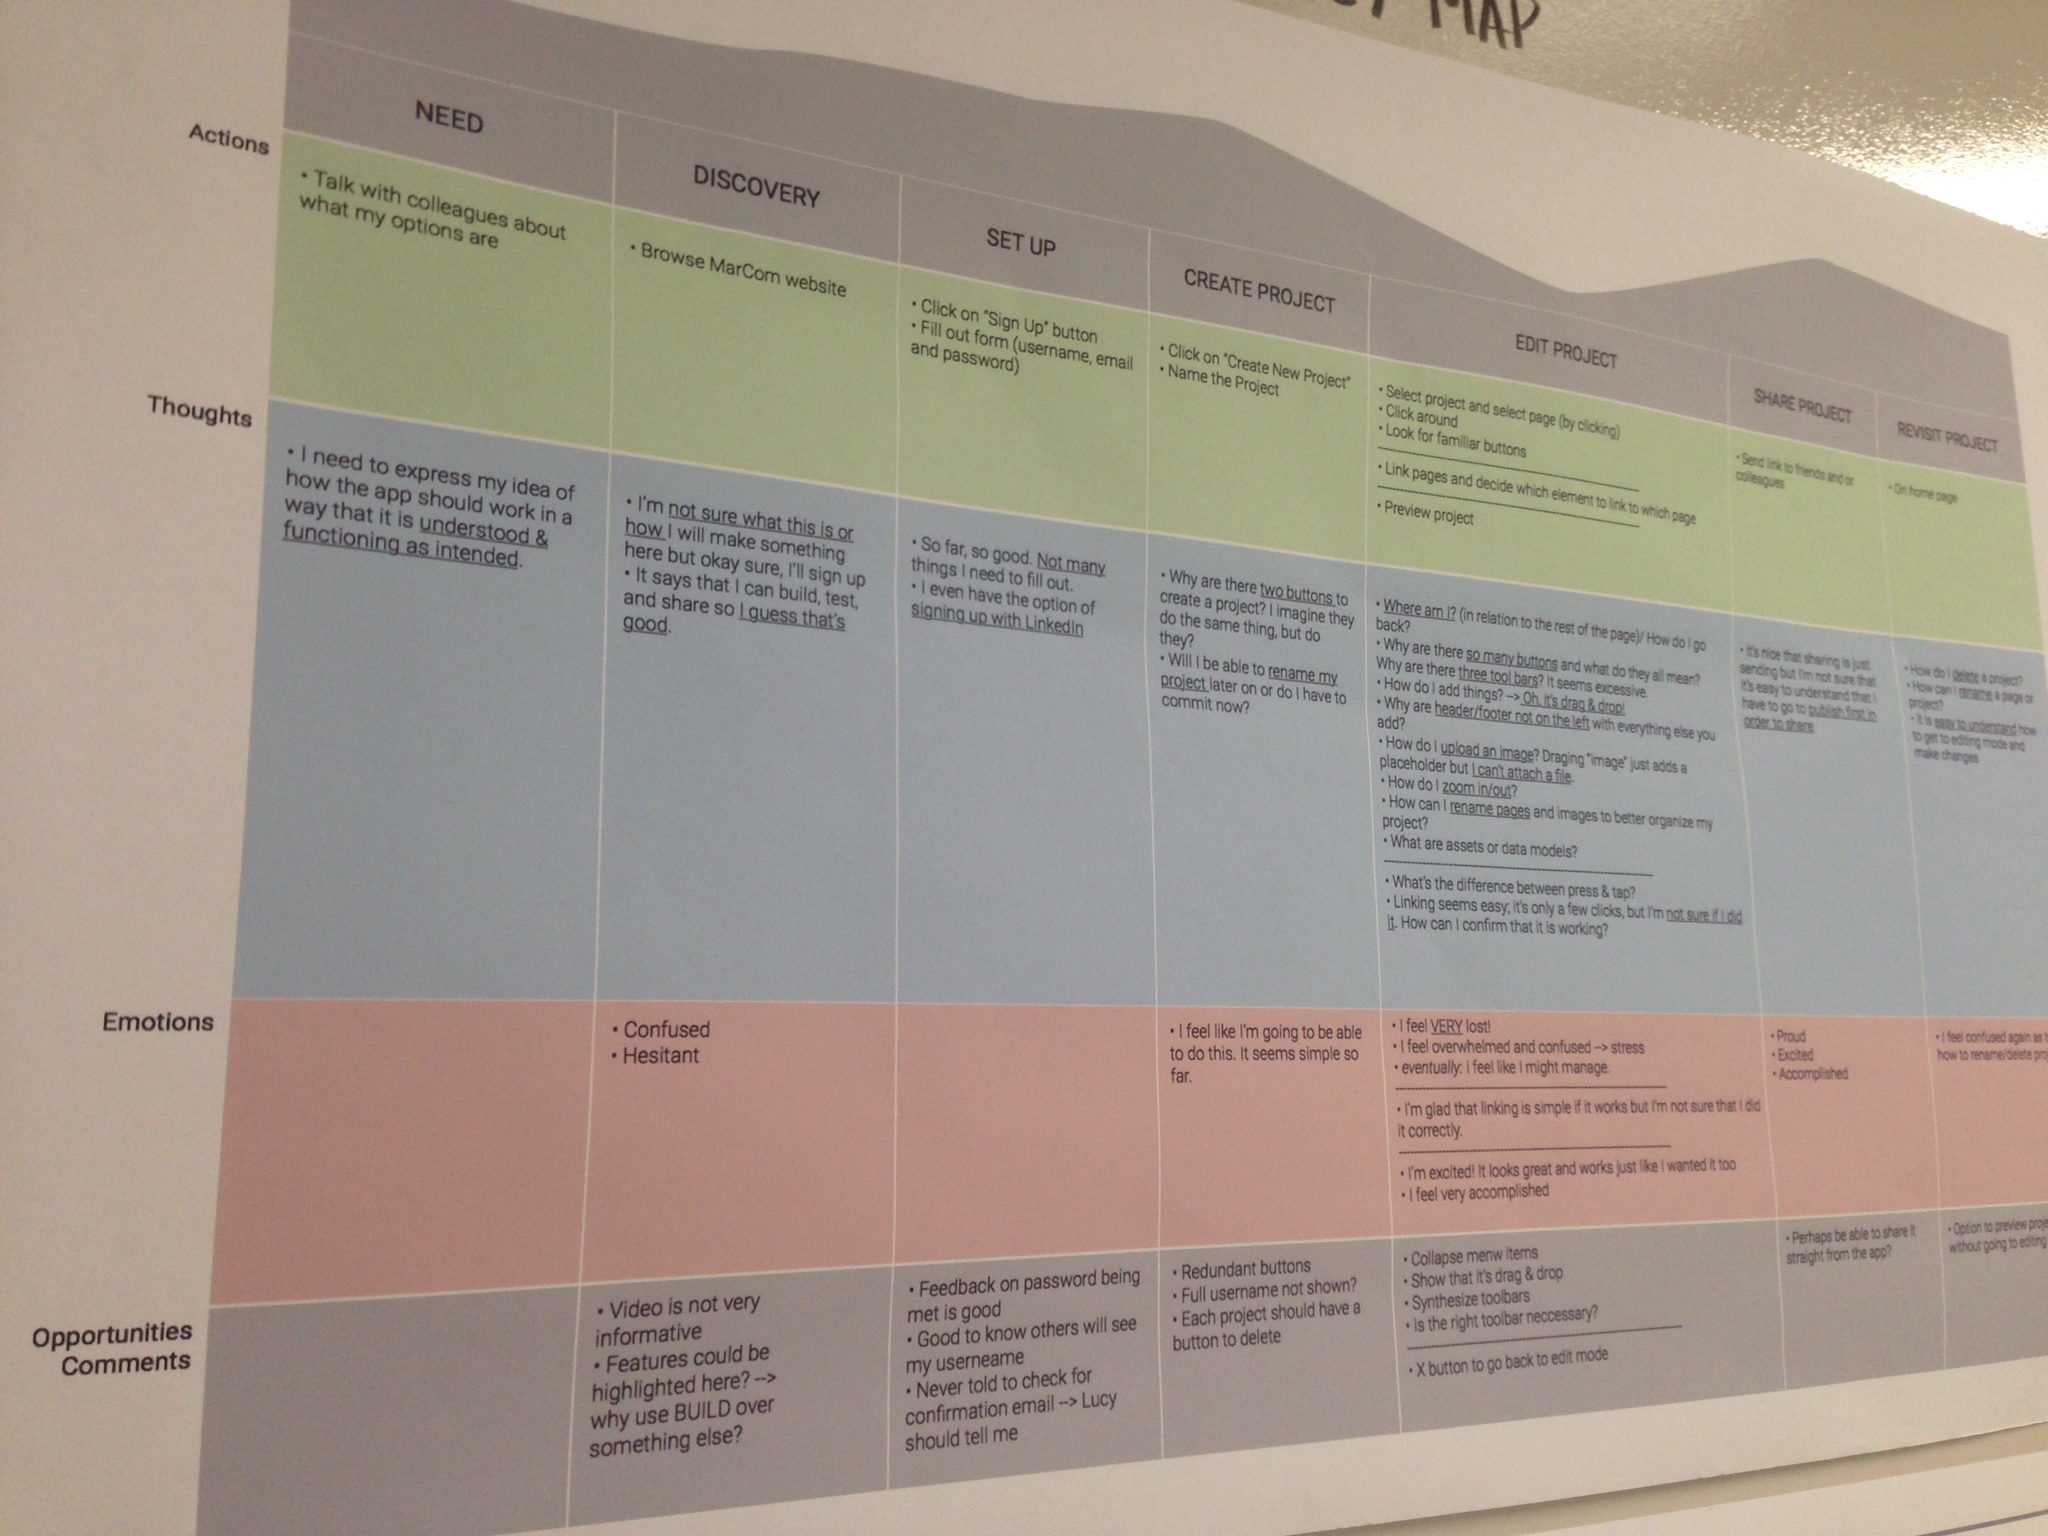 MAP
NEED
DISCOVERY
SET UP
CREATE PROJECT
EDIT PROJECT
SHARE PROJECT
REVISIT PROJECT
Actions
• Talk with colleagues about
what my options are
• Browse MarCom website
• Click on "Sign Up" button
• Fill out form (username, email
and password)
• Click on "Create New Project"
• Name the Project
• Select project and select page (by clicking)
• Click around
• Look for familiar buttons
• Link pages and decide which element to link to which page
• Preview project
• Send link to friends and or
colleagues
• On home page
Thoughts
• I need to express my idea of
how the app should work in a
way that it is understood &
functioning as intended.
• I'm not sure what this is or
how I will make something
here but okay sure, I'll sign up
• It says that I can build, test,
and share so I guess that's
good.
• So far, so good. Not many
things I need to fill out.
• I even have the option of
signing up with LinkedIn
• Why are there two buttons to
create a project? I imagine they
do the same thing, but do
they?
• Will I be able to rename my
project later on or do I have to
commit now?
• Where am I? (in relation to the rest of the page)/ How do I go
back?
• Why are there so many buttons and what do they all mean?
Why are there three tool bars? It seems excessive.
• How do I add things? --> Oh, it's drag & drop!
• Why are header/footer not on the left with everything else you
add?
• How do I upload an image? Draging "image" just adds a
placeholder but I can't attach a file.
• How do I zoom in/out?
• How can I rename pages and images to better organize my
project?
• What are assets or data models?
• What's the difference between press & tap?
• Linking seems easy; it's only a few clicks, but I'm not sure if I did
it. How can I confirm that it is working?
• It's nice that sharing is just
sending but I'm not sure that
it's easy to understand that I
have to go to publish first in
order to share
• How do I delete a project?
• How can I rename a page or
project?
• It is easy to understand how
to get to editing mode and
make changes
Emotions
• Confused
• Hesitant
• I feel like I'm going to be able
to do this. It seems simple so
far.
• I feel VERY lost!
• I feel overwhelmed and confused --> stress
• eventually: I feel like I might manage.
• I'm glad that linking is simple if it works but I'm not sure that I did
it correctly.
• I'm excited! It looks great and works just like I wanted it too
• I feel very accomplished
• Proud
• Excited
• Accomplished
• I feel confused again as
how to rename/delete
Opportunities
Comments
• Video is not very
informative
• Features could be
highlighted here? -->
why use BUILD over
something else?
• Feedback on password being
met is good
• Good to know others will see
my userneame
• Never told to check for
confirmation email --> Lucy
should tell me
• Redundant buttons
• Full username not shown?
• Each project should have a
button to delete
• Collapse menw items
• Show that it's drag & drop
• Synthesize toolbars
• Is the right toolbar neccessary?
• X button to go back to edit mode
• Perhaps be able to share it
straight from the app?
• Option to preview
without going to editing